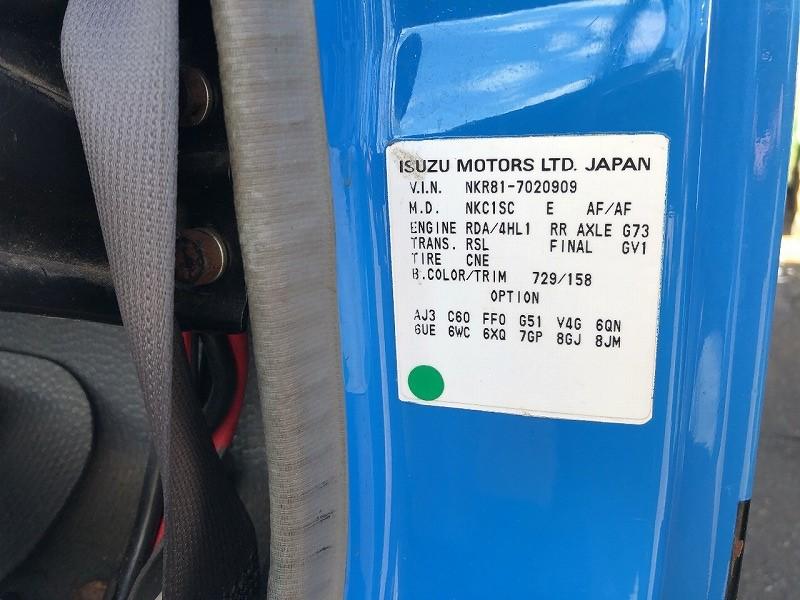 ISUZU MOTORS LTD. JAPAN
V.I.N. NKR81-7020909
M.D. NKC1SC E AF/AF
ENGINE RDA/4HL1 RR AXLE G73
TRANS. RSL FINAL GV1
TIRE CNE
B.COLOR/TRIM 729/158
OPTION
AJ3 C60 FF0 G51 V4G 6QN
6UE 6WC 6XQ 7GP 8GJ 8JM